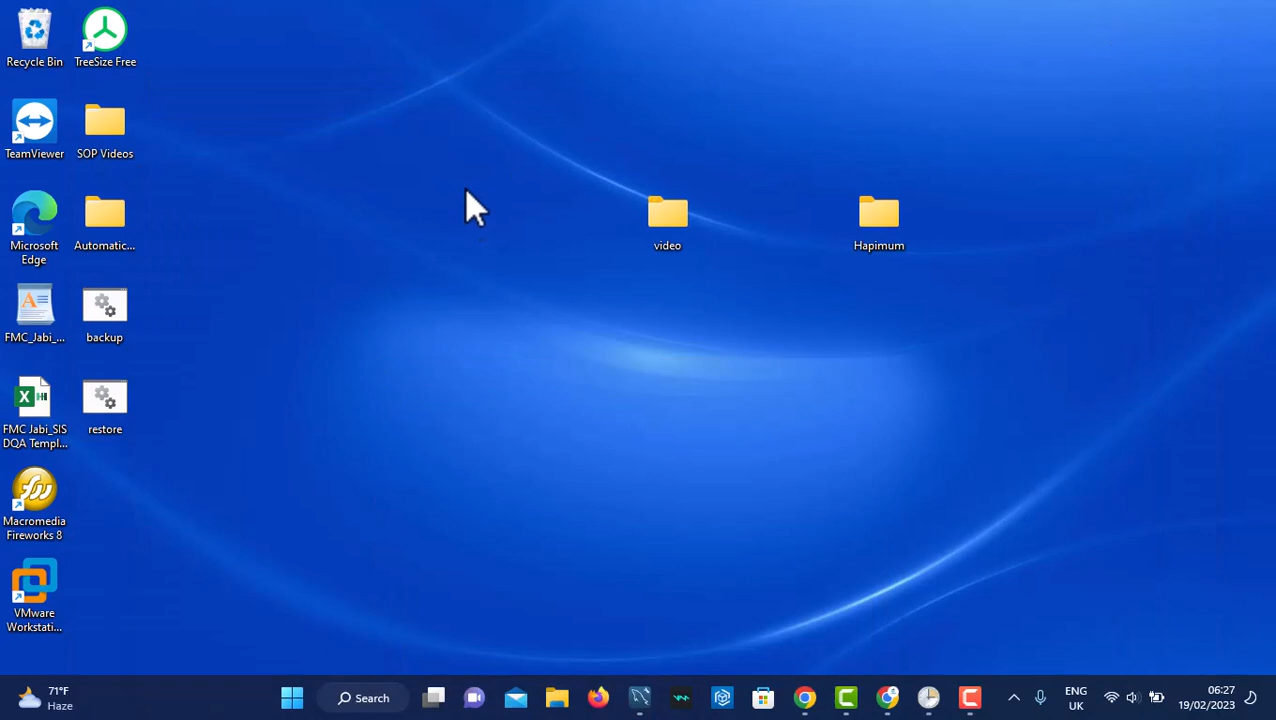 Recycle Bin
TreeSize Free
TeamViewer
SOP Videos
Microsoft
Edge
Automatic...
video
Hapimum
FMC_Jabi_...
backup
FMC Jabi_SIS
DQA Templ...
restore
Macromedia
Fireworks 8
VMware
Workstati...
71°F
Haze
Search
ENG
UK
06:27
19/02/2023